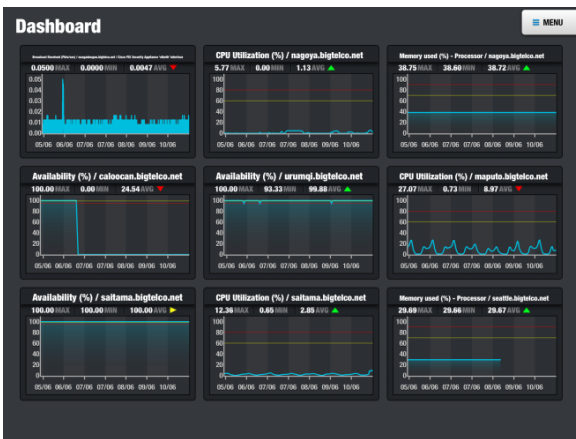 Dashboard
MENU
0.0500 MAX 0.0000 MIN 0.0047 AVG
0.05
0.04
0.03
0.02
0.01
0.00
05/06 06/06 07/06 08/06 09/06 10/06
CPU Utilization (%) / nagoya.bigtelco.net
5.77 MAX 0.00 MIN 1.13 AVG
100
80
60
40
20
0
05/06 06/06 07/06 08/06 09/06 10/06
Memory used (%) - Processor / nagoya.bigtelco.net
38.75 MAX 38.60 MIN 38.72 AVG
100
80
60
40
20
0
05/06 06/06 07/06 08/06 09/06 10/06
Availability (%) / caloocan.bigtelco.net
100.00 MAX 0.00 MIN 24.54 AVG
100
80
60
40
20
0
05/06 06/06 07/06 08/06 09/06 10/06
Availability (%) / urumqi.bigtelco.net
100.00 MAX 93.33 MIN 99.88 AVG
100
80
60
40
20
0
05/06 06/06 07/06 08/06 09/06 10/06
CPU Utilization (%) / maputo.bigtelco.net
27.07 MAX 0.73 MIN 8.97 AVG
100
80
60
40
20
0
05/06 06/06 07/06 08/06 09/06 10/06
Availability (%) / saitama.bigtelco.net
100.00 MAX 100.00 MIN 100.00 AVG
100
80
60
40
20
0
05/06 06/06 07/06 08/06 09/06 10/06
CPU Utilization (%) / saitama.bigtelco.net
12.36 MAX 0.65 MIN 2.85 AVG
100
80
60
40
20
0
05/06 06/06 07/06 08/06 09/06 10/06
Memory used (%) - Processor / seattle.bigtelco.net
29.69 MAX 29.66 MIN 29.67 AVG
100
80
60
40
20
0
05/06 06/06 07/06 08/06 09/06 10/06